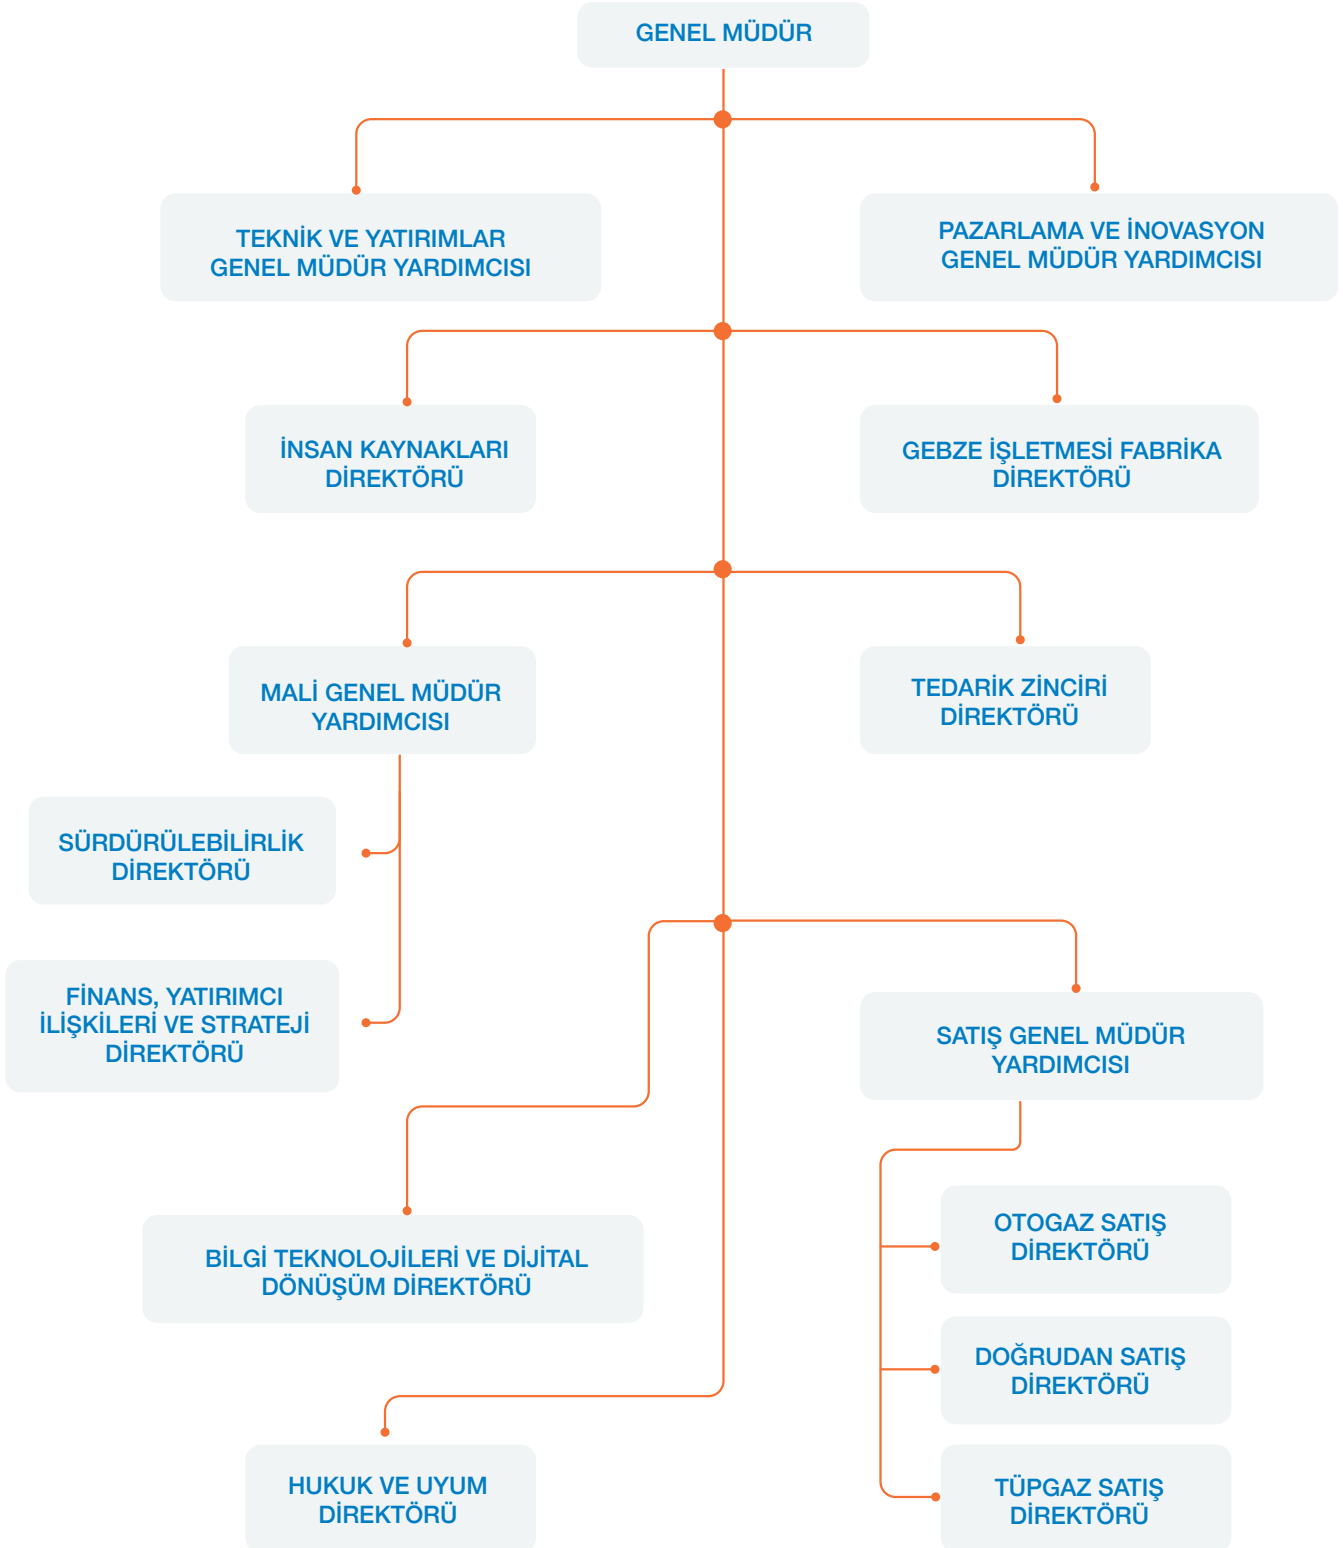 GENEL MÜDÜR
TEKNİK VE YATIRIMLAR
GENEL MÜDÜR YARDIMCISI
PAZARLAMA VE İNOVASYON
GENEL MÜDÜR YARDIMCISI
İNSAN KAYNAKLARI
DİREKTÖRÜ
GEBZE İŞLETMESİ FABRİKA
DİREKTÖRÜ
MALİ GENEL MÜDÜR
YARDIMCISI
TEDARİK ZİNCİRİ
DİREKTÖRÜ
SÜRDÜRÜLEBİLİRLİK
DİREKTÖRÜ
FİNANS, YATIRIMCI
İLİŞKİLERİ VE STRATEJİ
DİREKTÖRÜ
SATIŞ GENEL MÜDÜR
YARDIMCISI
BİLGİ TEKNOLOJİLERİ VE DİJİTAL
DÖNÜŞÜM DİREKTÖRÜ
OTOGAZ SATIŞ
DİREKTÖRÜ
DOĞRUDAN SATIŞ
DİREKTÖRÜ
HUKUK VE UYUM
DİREKTÖRÜ
TÜPGAZ SATIŞ
DİREKTÖRÜ